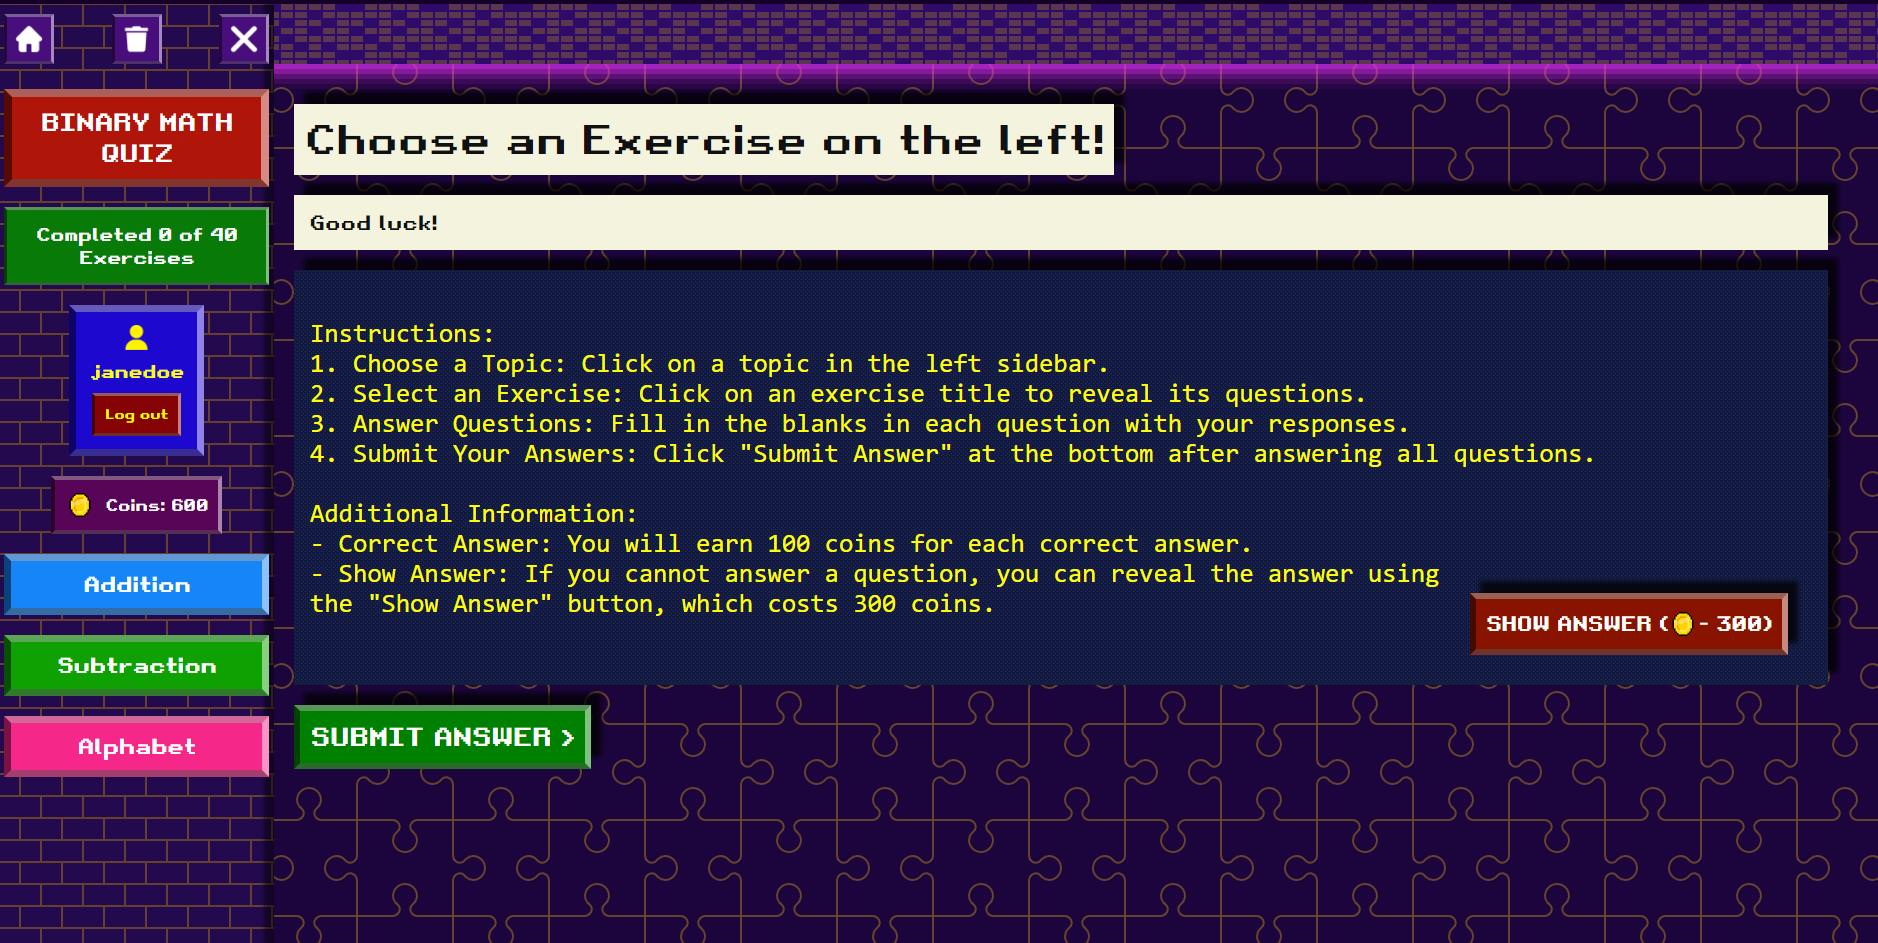 BINARY MATH
QUIZ
Completed 0 of 40
Exercises
janedoe
Log out
Coins: 600
Addition
Subtraction
Alphabet
Choose an Exercise on the left!
Good luck!
Instructions:
1. Choose a Topic: Click on a topic in the left sidebar.
2. Select an Exercise: Click on an exercise title to reveal its questions.
3. Answer Questions: Fill in the blanks in each question with your responses.
4. Submit Your Answers: Click "Submit Answer" at the bottom after answering all questions.
Additional Information:
- Correct Answer: You will earn 100 coins for each correct answer.
- Show Answer: If you cannot answer a question, you can reveal the answer using
the "Show Answer" button, which costs 300 coins.
SHOW ANSWER ( - 300)
SUBMIT ANSWER >